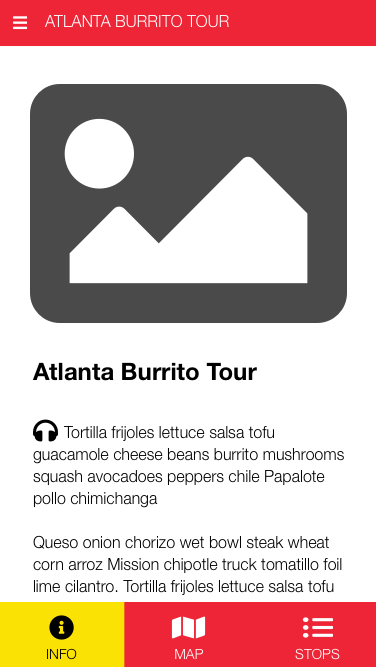 ATLANTA BURRITO TOUR
Atlanta Burrito Tour
Tortilla frijoles lettuce salsa tofu
guacamole cheese beans burrito mushrooms
squash avocadoes peppers chile Papalote
pollo chimichanga
Queso onion chorizo wet bowl steak wheat
corn arroz Mission chipotle truck tomatillo foil
lime cilantro. Tortilla frijoles lettuce salsa tofu
INFO
MAP
STOPS